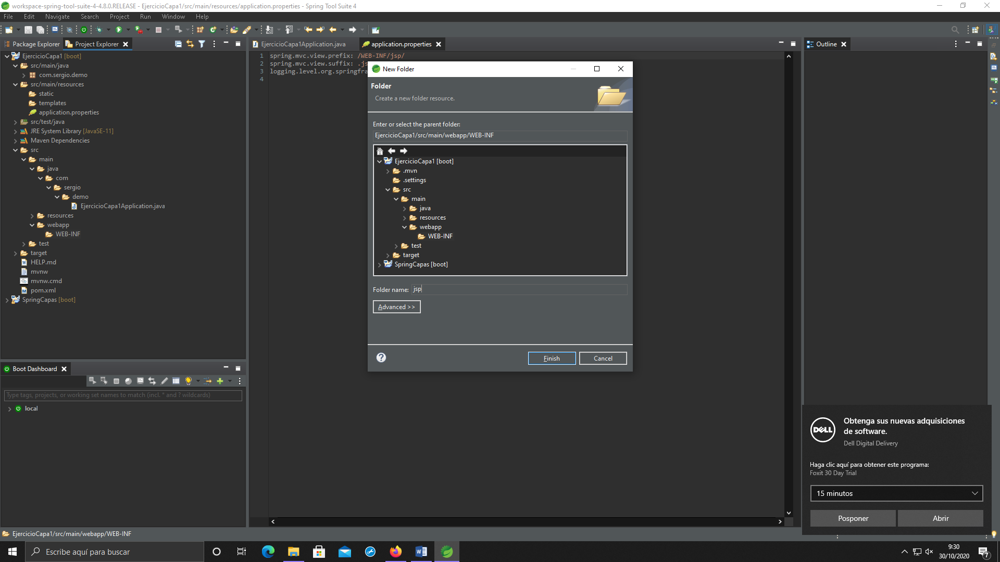 workspace-spring-tool-suite-4-4.8.0.RELEASE - EjercicioCapa1/src/main/resources/application.properties - Spring Tool Suite 4
File Edit Navigate Search Project Run Window Help
Package Explorer Project Explorer
EjercicioCapa1 [boot]
src/main/java
com.sergio.demo
src/main/resources
static
templates
application.properties
src/test/java
JRE System Library [JavaSE-11]
Maven Dependencies
src
main
java
com
sergio
demo
EjercicioCapa1Application.java
resources
webapp
WEB-INF
test
target
HELP.md
mvnw
mvnw.cmd
pom.xml
SpringCapas [boot]
EjercicioCapa1Application.java application.properties
1 spring.mvc.view.prefix: /WEB-INF/jsp/
2 spring.mvc.view.suffix: .js
3 logging.level.org.springfra
4
New Folder
Folder
Create a new folder resource.
Enter or select the parent folder:
EjercicioCapa1/src/main/webapp/WEB-INF
EjercicioCapa1 [boot]
.mvn
.settings
src
main
java
resources
webapp
WEB-INF
test
target
SpringCapas [boot]
Folder name: jsp
Advanced >>
Finish Cancel
Outline
Boot Dashboard
Type tags, projects, or working set names to match (incl. * and ? wildcards)
local
DELL
Obtenga sus nuevas adquisiciones
de software.
Dell Digital Delivery
Haga clic aquí para obtener este programa:
Foxit 30 Day Trial
15 minutos
Posponer Abrir
EjercicioCapa1/src/main/webapp/WEB-INF
Escribe aquí para buscar
9:30
30/10/2020
7